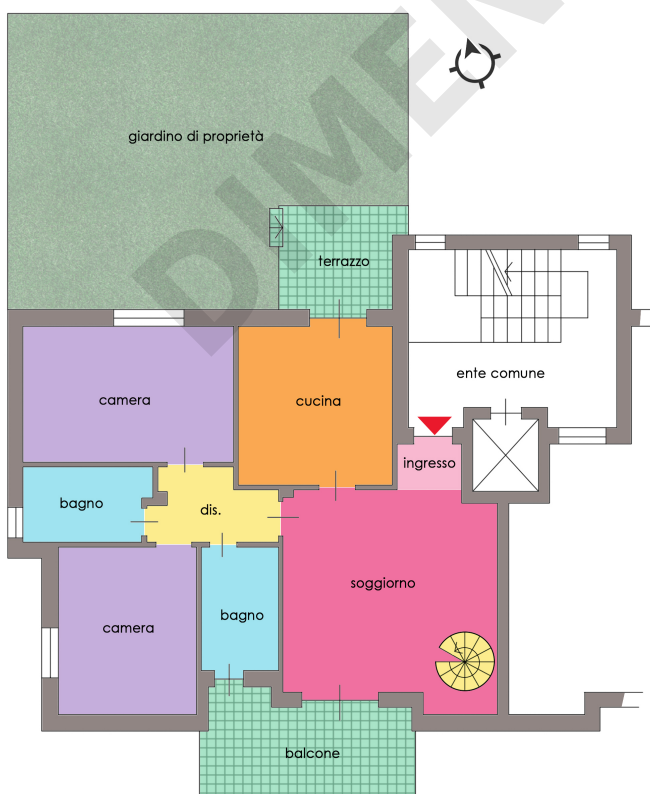 DIMEN
giardino di proprietà
terrazzo
ente comune
camera
cucina
ingresso
bagno
dis.
soggiorno
camera
bagno
balcone